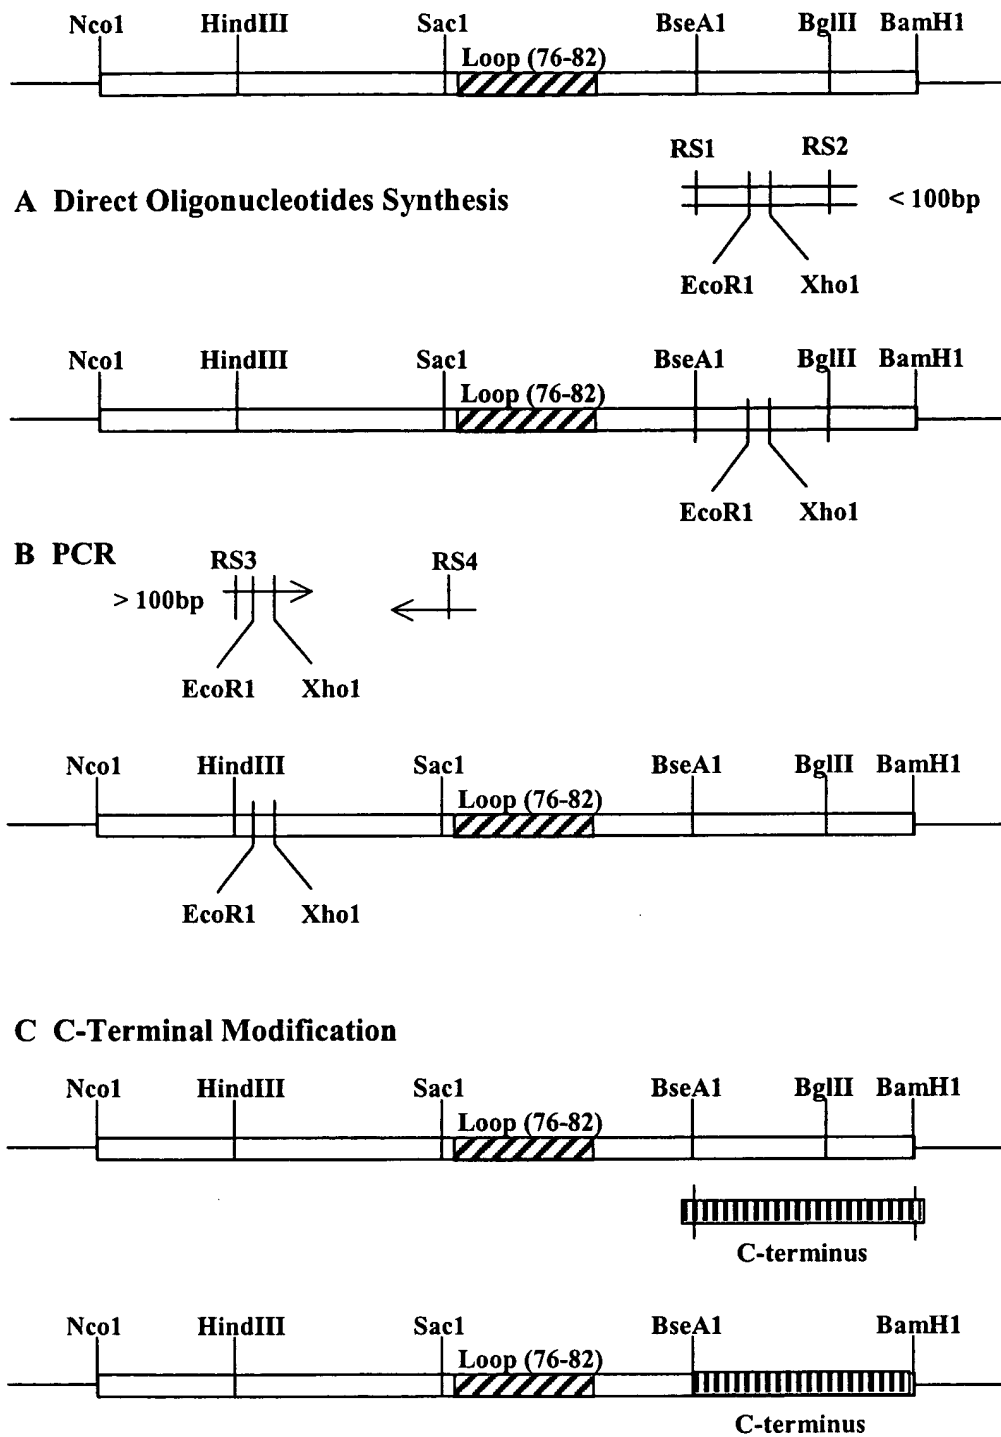 Nco1 HindIII Sac1 BseA1 BglII BamH1
Loop (76-82)
RS1 RS2
A Direct Oligonucleotides Synthesis < 100bp
EcoR1 Xho1
Nco1 HindIII Sac1 BseA1 BglII BamH1
Loop (76-82)
EcoR1 Xho1
B PCR
RS3 RS4
> 100bp
EcoR1 Xho1
Nco1 HindIII Sac1 BseA1 BglII BamH1
Loop (76-82)
EcoR1 Xho1
C C-Terminal Modification
Nco1 HindIII Sac1 BseA1 BglII BamH1
Loop (76-82)
C-terminus
Nco1 HindIII Sac1 BseA1 BamH1
Loop (76-82)
C-terminus